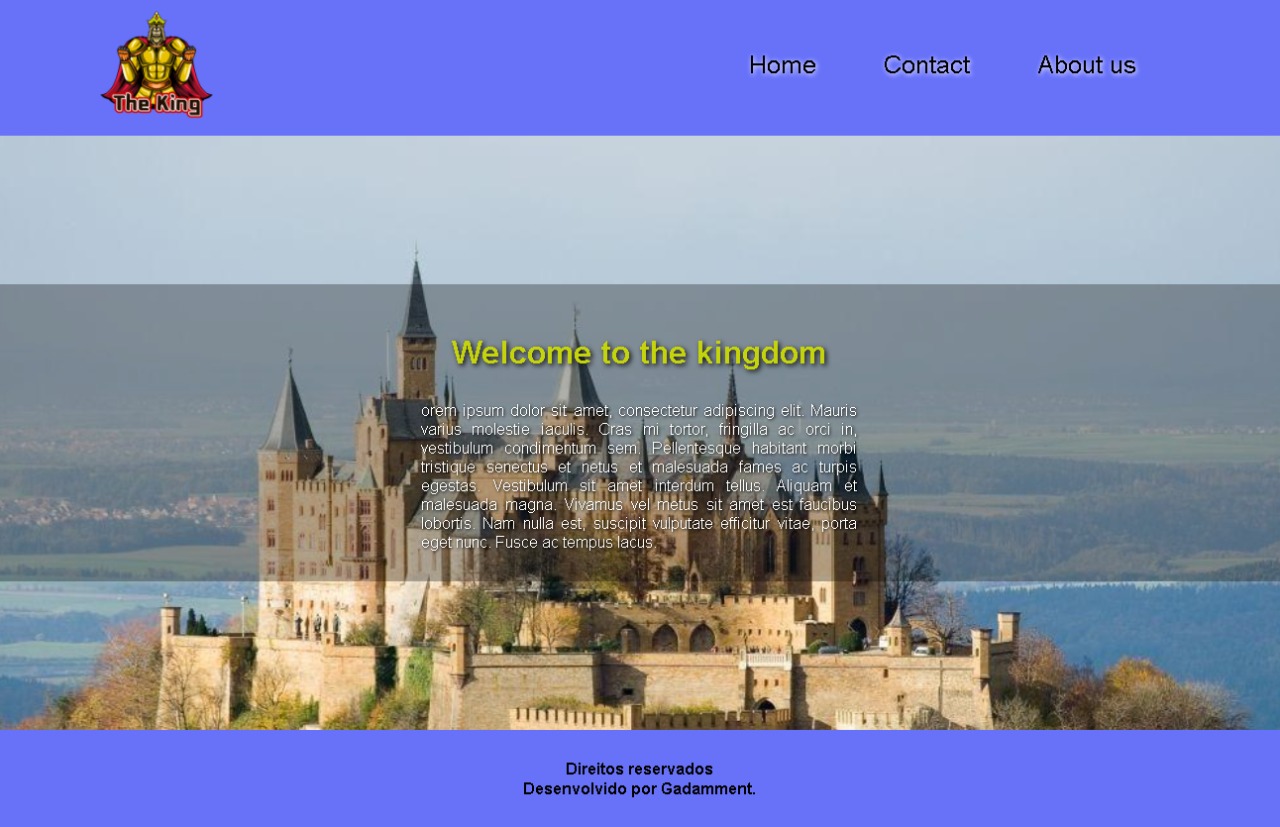 The King
Home
Contact
About us
Welcome to the kingdom
orem ipsum dolor sit amet, consectetur adipiscing elit. Mauris
varius molestie iaculis. Cras mi tortor, fringilla ac orci in,
vestibulum condimentum sem. Pellentesque habitant morbi
tristique senectus et netus et malesuada fames ac turpis
egestas. Vestibulum sit amet interdum tellus. Aliquam et
malesuada magna. Vivamus vel metus sit amet est faucibus
lobortis. Nam nulla est, suscipit vulputate efficitur vitae, porta
eget nunc. Fusce ac tempus lacus.
Direitos reservados
Desenvolvido por Gadamment.